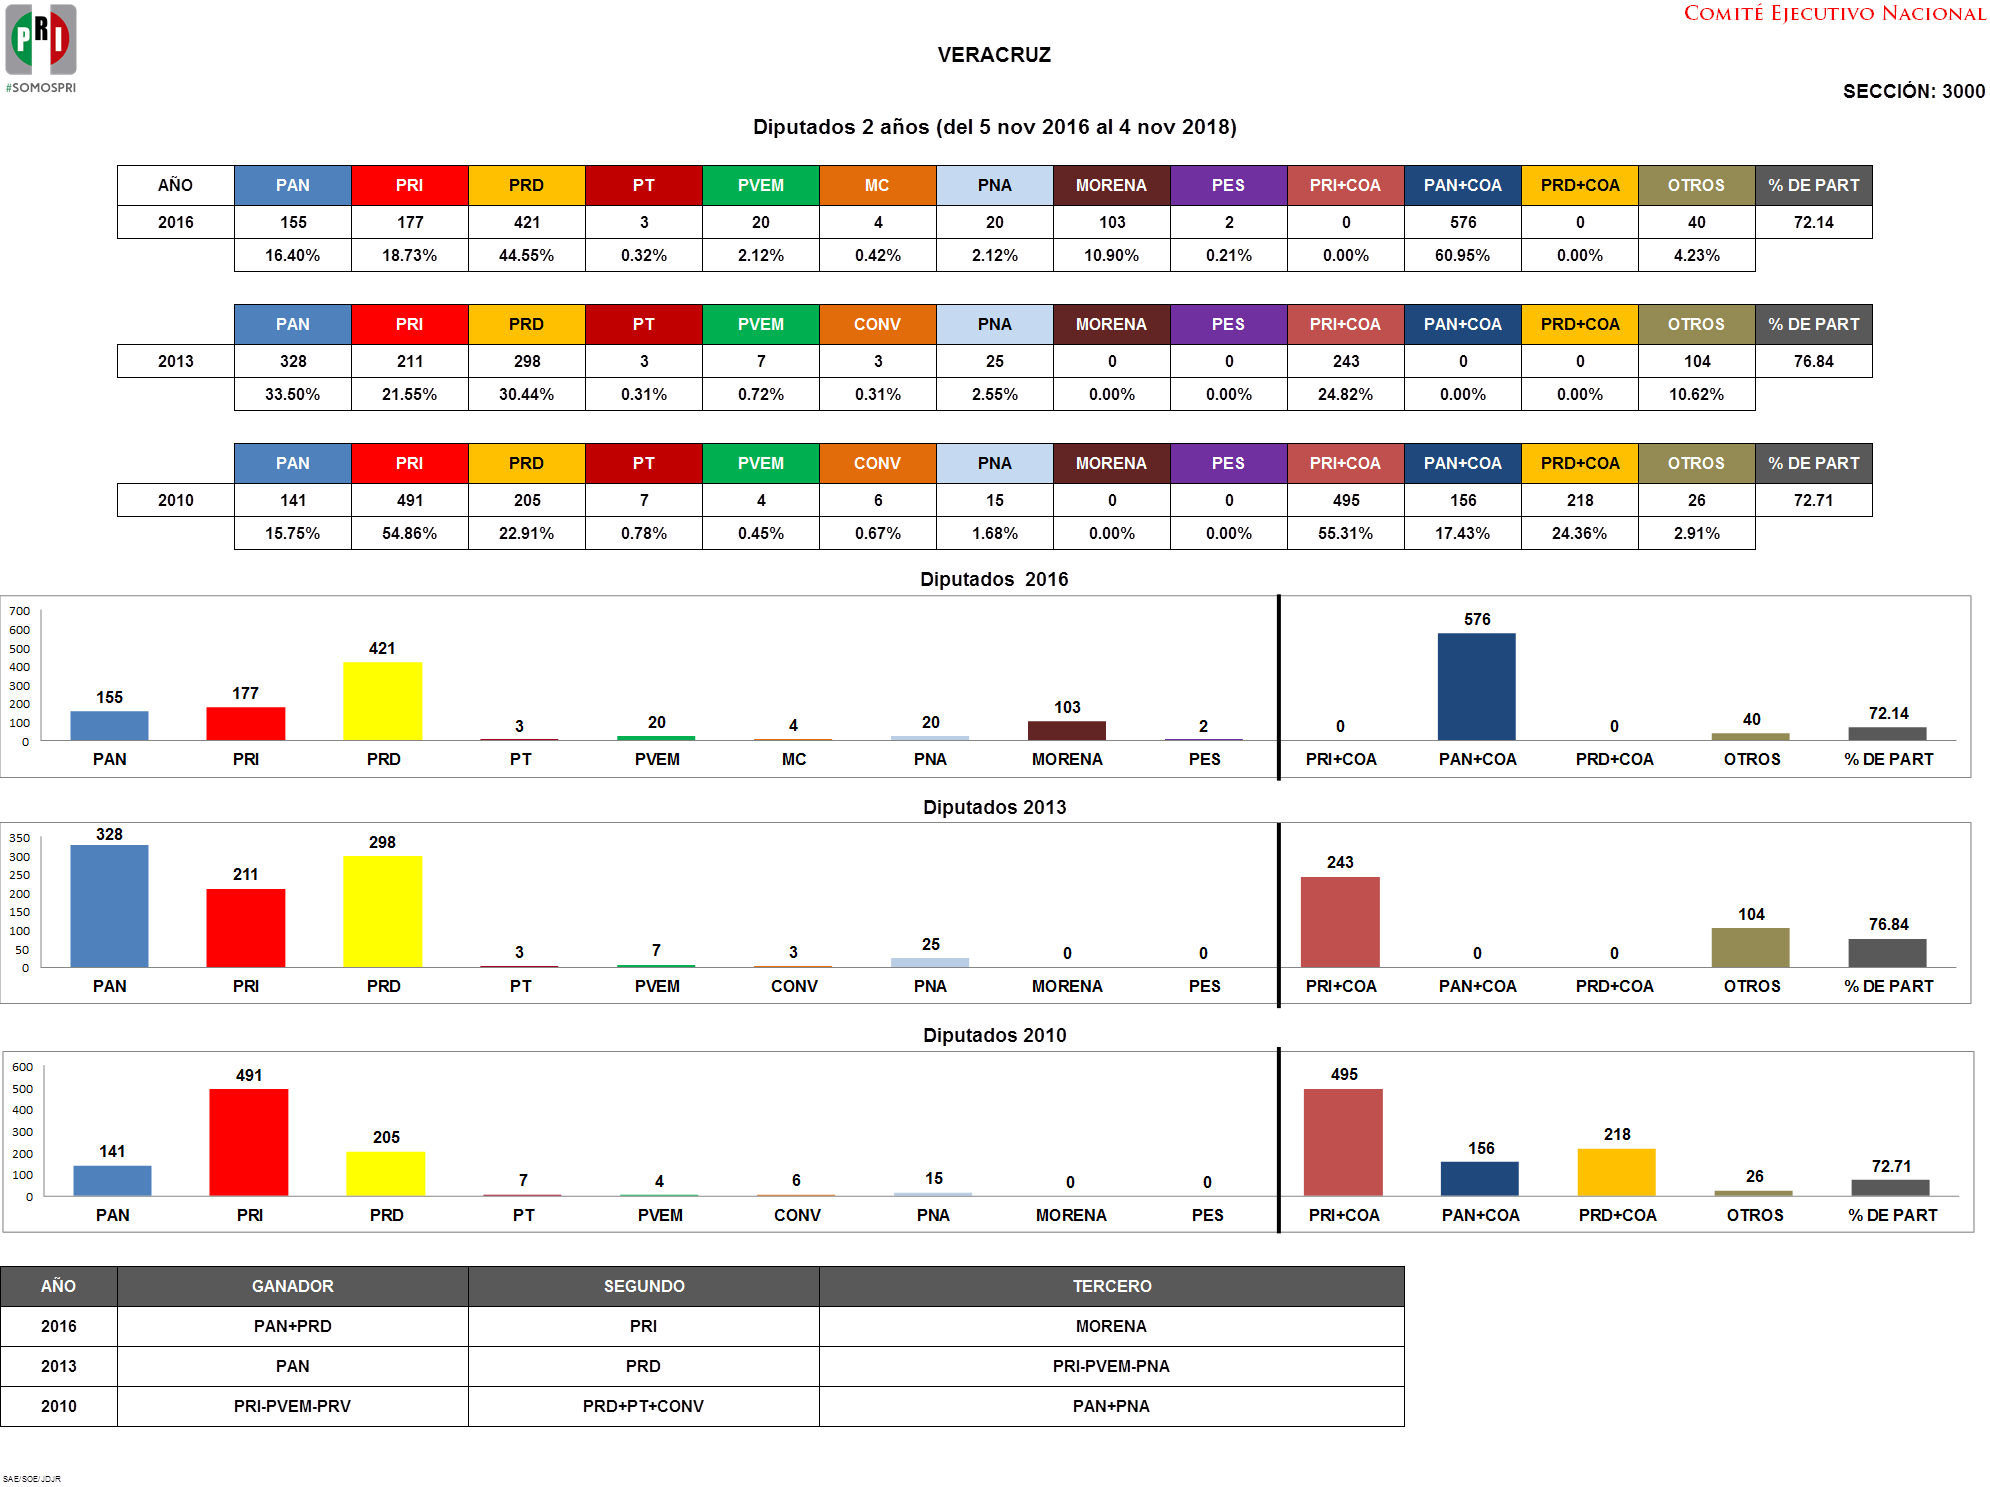 PRI
#SOMOSPRI
COMITÉ EJECUTIVO NACIONAL
VERACRUZ
SECCIÓN: 3000
Diputados 2 años (del 5 nov 2016 al 4 nov 2018)
AÑO PAN PRI PRD PT PVEM MC PNA MORENA PES PRI+COA PAN+COA PRD+COA OTROS % DE PART
2016 155 177 421 3 20 4 20 103 2 0 576 0 40 72.14
16.40% 18.73% 44.55% 0.32% 2.12% 0.42% 2.12% 10.90% 0.21% 0.00% 60.95% 0.00% 4.23%
PAN PRI PRD PT PVEM CONV PNA MORENA PES PRI+COA PAN+COA PRD+COA OTROS % DE PART
2013 328 211 298 3 7 3 25 0 0 243 0 0 104 76.84
33.50% 21.55% 30.44% 0.31% 0.72% 0.31% 2.55% 0.00% 0.00% 24.82% 0.00% 0.00% 10.62%
PAN PRI PRD PT PVEM CONV PNA MORENA PES PRI+COA PAN+COA PRD+COA OTROS % DE PART
2010 141 491 205 7 4 6 15 0 0 495 156 218 26 72.71
15.75% 54.86% 22.91% 0.78% 0.45% 0.67% 1.68% 0.00% 0.00% 55.31% 17.43% 24.36% 2.91%
Diputados 2016
700
600
500
400
300
200
100
0
155 177 421 3 20 4 20 103 2 0 576 0 40 72.14
PAN PRI PRD PT PVEM MC PNA MORENA PES PRI+COA PAN+COA PRD+COA OTROS % DE PART
Diputados 2013
350
300
250
200
150
100
50
0
328 211 298 3 7 3 25 0 0 243 0 0 104 76.84
PAN PRI PRD PT PVEM CONV PNA MORENA PES PRI+COA PAN+COA PRD+COA OTROS % DE PART
Diputados 2010
600
500
400
300
200
100
0
141 491 205 7 4 6 15 0 0 495 156 218 26 72.71
PAN PRI PRD PT PVEM CONV PNA MORENA PES PRI+COA PAN+COA PRD+COA OTROS % DE PART
AÑO GANADOR SEGUNDO TERCERO
2016 PAN+PRD PRI MORENA
2013 PAN PRD PRI-PVEM-PNA
2010 PRI-PVEM-PRV PRD+PT+CONV PAN+PNA
SAE/SOE/JDJR